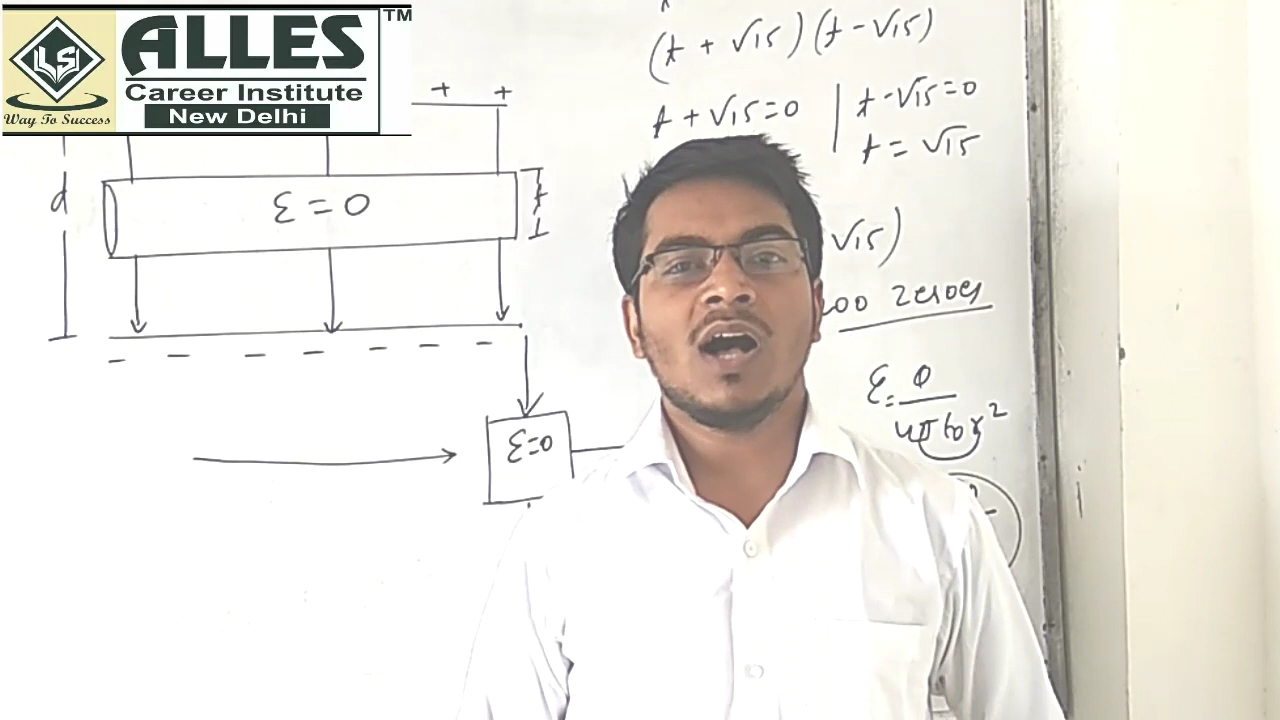 ALLES TM
Career Institute
New Delhi
ILSI
Way To Success
+ +
d
Ɛ = 0
t
- - - - - - -
Ɛ=0
(t + √15) (t - √15)
t + √15 = 0 | t - √15 = 0
t = √15
√15)
zeroes
Ɛ = Q / 4πε0r²